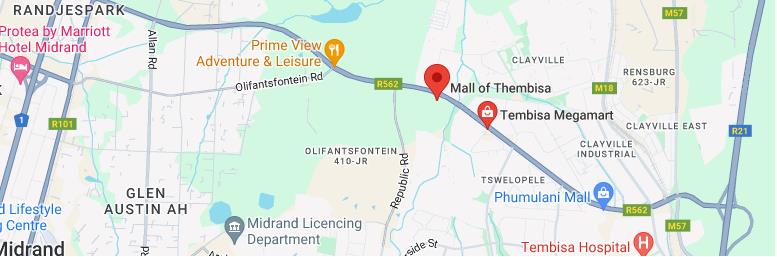 RANDJESPARK
Protea by Marriott
Hotel Midrand
Allan Rd
Prime View
Adventure & Leisure
Olifantsfontein Rd
R562
Mall of Thembisa
Tembisa Megamart
CLAYVILLE
M57
RENSBURG
623-JR
M18
CLAYVILLE EAST
R21
CLAYVILLE
INDUSTRIAL
1
R101
OLIFANTSFONTEIN
410-JR
Republic Rd
TSWELOPELE
Phumulani Mall
R562
M57
GLEN
AUSTIN AH
Lifestyle
Centre
Midrand Licencing
Department
Midrand
Tembisa Hospital